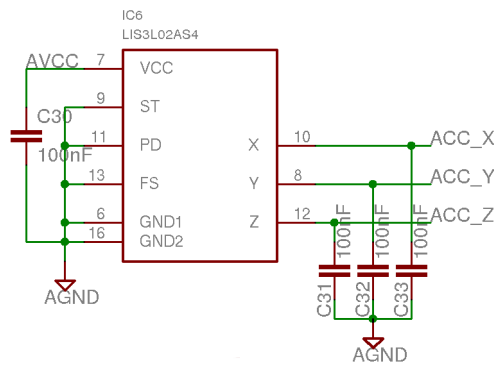 IC6
LIS3L02AS4
AVCC 7 VCC
9 ST
C30
100nF
11 PD X 10 ACC_X
13 FS Y 8 ACC_Y
6 GND1 Z 12 ACC_Z
16 GND2
100nF 100nF 100nF
C31 C32 C33
AGND
AGND